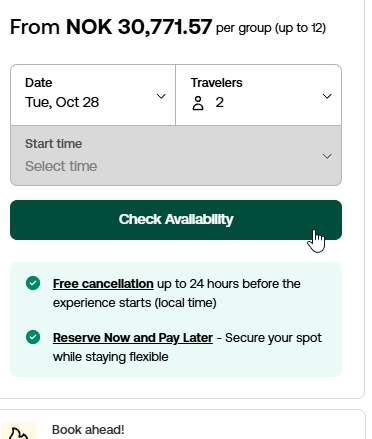 From NOK 30,771.57 per group (up to 12)
Date
Tue, Oct 28
Travelers
2
Start time
Select time
Check Availability
Free cancellation up to 24 hours before the
experience starts (local time)
Reserve Now and Pay Later - Secure your spot
while staying flexible
Book ahead!